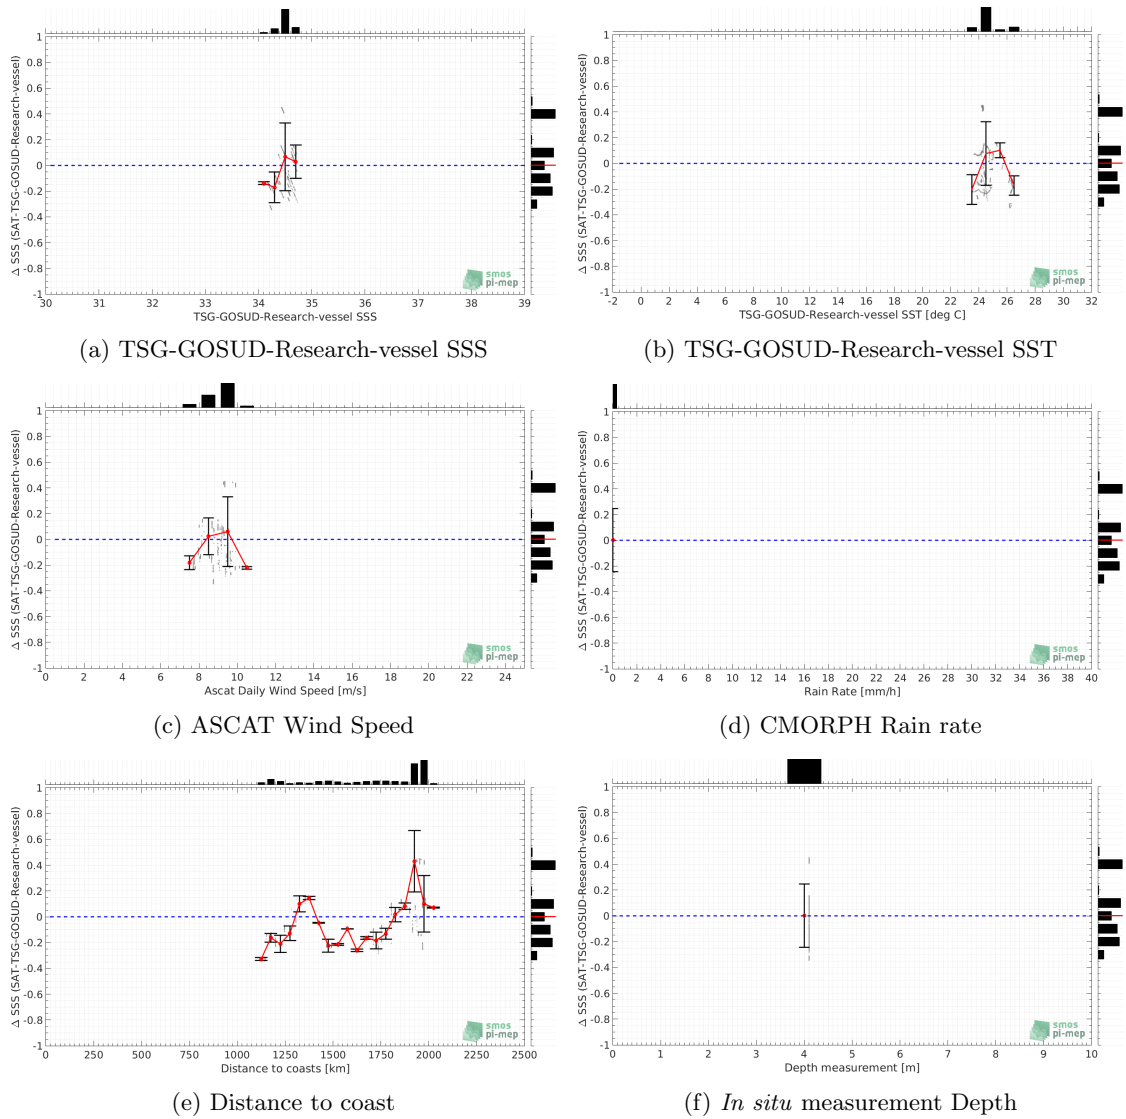 1
0.8
0.6
0.4
0.2
0
-0.2
-0.4
-0.6
-0.8
-1
Δ SSS (SAT-TSG-GOSUD-Research-vessel)
30 31 32 33 34 35 36 37 38 39
TSG-GOSUD-Research-vessel SSS
smos
pi-mep
(a) TSG-GOSUD-Research-vessel SSS
1
0.8
0.6
0.4
0.2
0
-0.2
-0.4
-0.6
-0.8
-1
Δ SSS (SAT-TSG-GOSUD-Research-vessel)
-2 0 2 4 6 8 10 12 14 16 18 20 22 24 26 28 30 32
TSG-GOSUD-Research-vessel SST [deg C]
smos
pi-mep
(b) TSG-GOSUD-Research-vessel SST
1
0.8
0.6
0.4
0.2
0
-0.2
-0.4
-0.6
-0.8
-1
Δ SSS (SAT-TSG-GOSUD-Research-vessel)
0 2 4 6 8 10 12 14 16 18 20 22 24
Ascat Daily Wind Speed [m/s]
smos
pi-mep
(c) ASCAT Wind Speed
1
0.8
0.6
0.4
0.2
0
-0.2
-0.4
-0.6
-0.8
-1
Δ SSS (SAT-TSG-GOSUD-Research-vessel)
0 2 4 6 8 10 12 14 16 18 20 22 24 26 28 30 32 34 36 38 40
Rain Rate [mm/h]
smos
pi-mep
(d) CMORPH Rain rate
1
0.8
0.6
0.4
0.2
0
-0.2
-0.4
-0.6
-0.8
-1
Δ SSS (SAT-TSG-GOSUD-Research-vessel)
0 250 500 750 1000 1250 1500 1750 2000 2250 2500
Distance to coasts [km]
smos
pi-mep
(e) Distance to coast
1
0.8
0.6
0.4
0.2
0
-0.2
-0.4
-0.6
-0.8
-1
Δ SSS (SAT-TSG-GOSUD-Research-vessel)
0 1 2 3 4 5 6 7 8 9 10
Depth measurement [m]
smos
pi-mep
(f) In situ measurement Depth